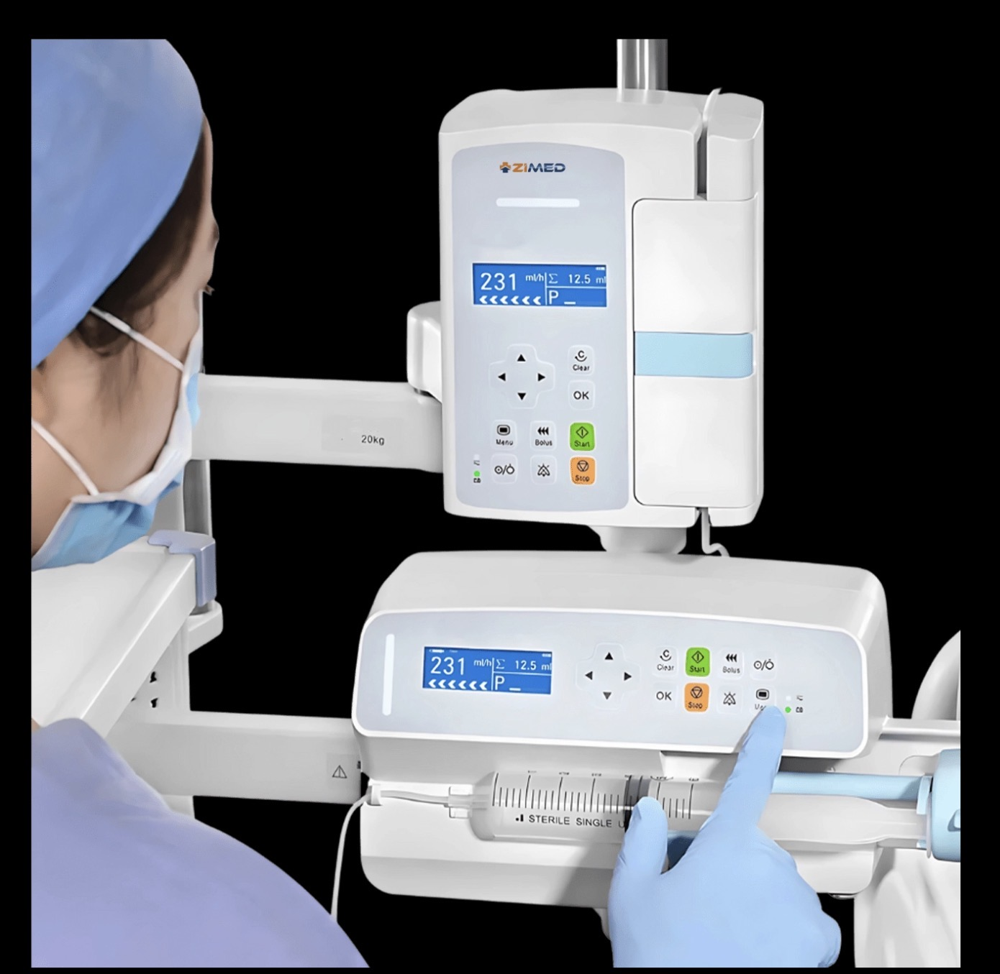 ZIMED
231 ml/h Σ 12.5 ml
P _
Clear
OK
Menu Bolus Start
Stop
20kg
231 ml/h Σ 12.5 ml
P _
Clear Start Bolus
OK Stop
STERILE SINGLE U